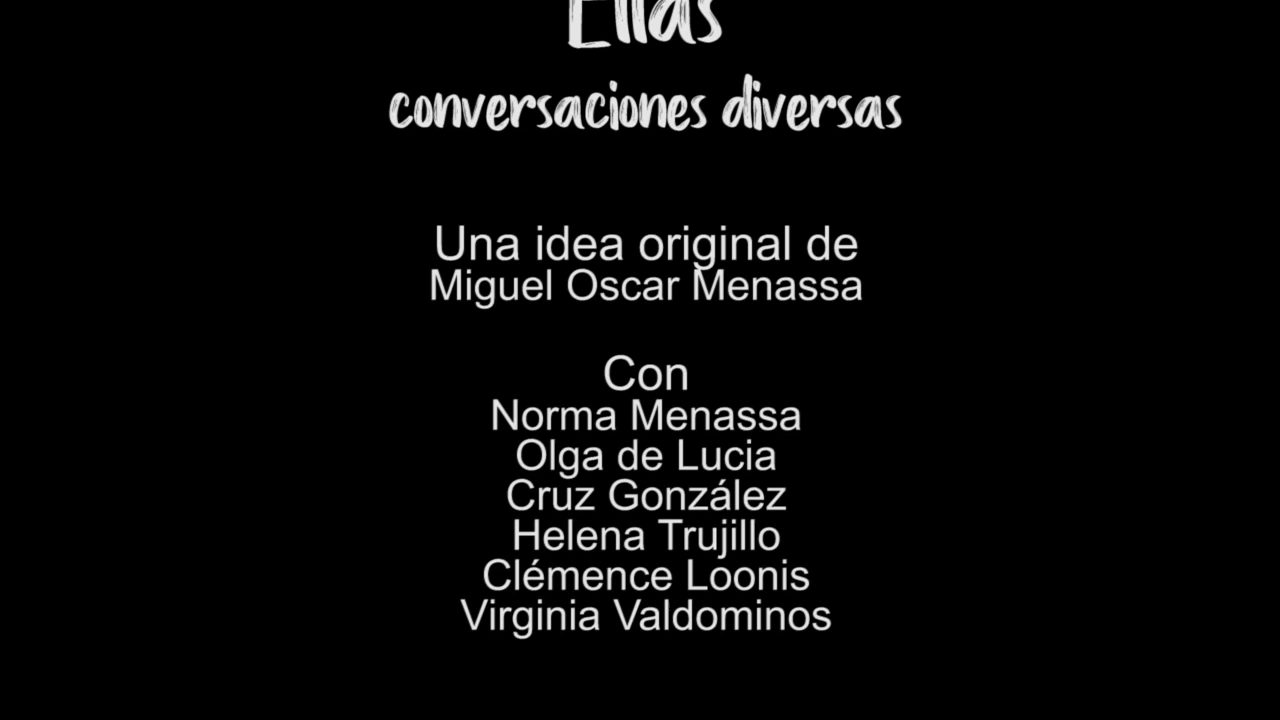 Ellas
conversaciones diversas
Una idea original de
Miguel Oscar Menassa
Con
Norma Menassa
Olga de Lucia
Cruz González
Helena Trujillo
Clémence Loonis
Virginia Valdominos